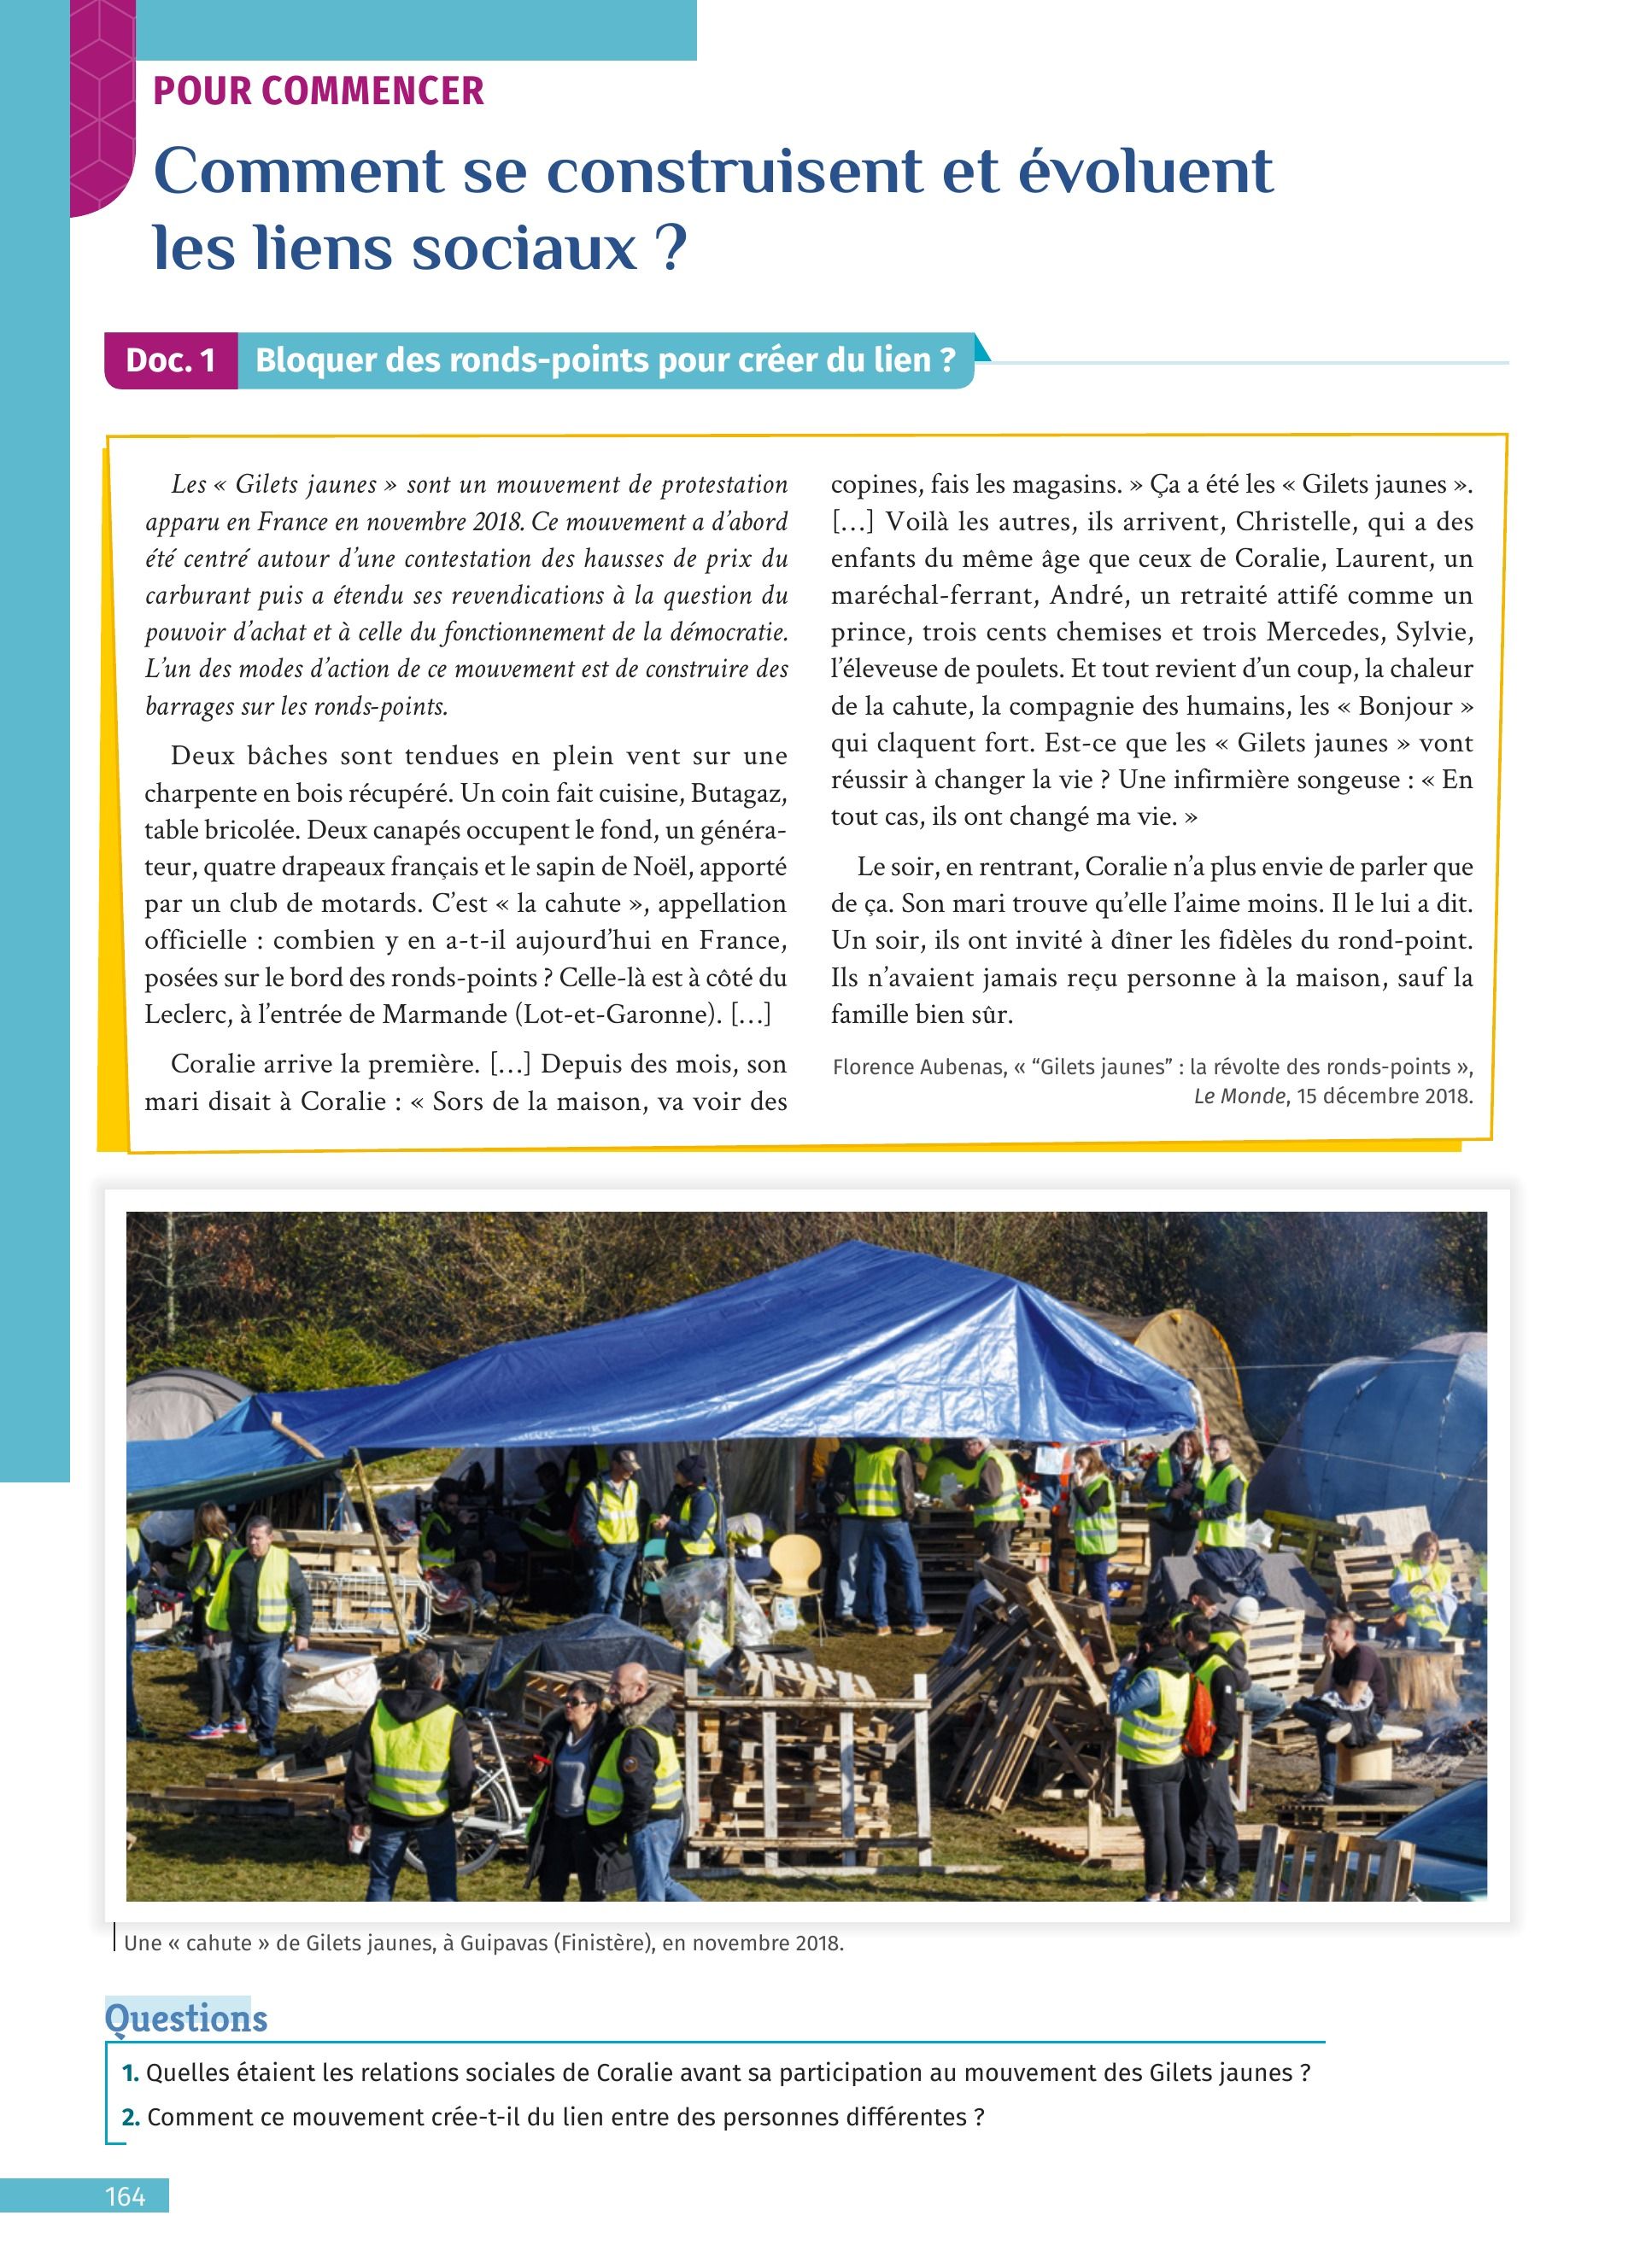 POUR COMMENCER
Comment se construisent et évoluent
les liens sociaux ?
Doc. 1 Bloquer des ronds-points pour créer du lien ?
Les « Gilets jaunes » sont un mouvement de protestation
apparu en France en novembre 2018. Ce mouvement a d’abord
été centré autour d’une contestation des hausses de prix du
carburant puis a étendu ses revendications à la question du
pouvoir d’achat et à celle du fonctionnement de la démocratie.
L’un des modes d’action de ce mouvement est de construire des
barrages sur les ronds-points.
Deux bâches sont tendues en plein vent sur une
charpente en bois récupéré. Un coin fait cuisine, Butagaz,
table bricolée. Deux canapés occupent le fond, un généra-
teur, quatre drapeaux français et le sapin de Noël, apporté
par un club de motards. C’est « la cahute », appellation
officielle : combien y en a-t-il aujourd’hui en France,
posées sur le bord des ronds-points ? Celle-là est à côté du
Leclerc, à l’entrée de Marmande (Lot-et-Garonne). […]
Coralie arrive la première. […] Depuis des mois, son
mari disait à Coralie : « Sors de la maison, va voir des
copines, fais les magasins. » Ça a été les « Gilets jaunes ».
[…] Voilà les autres, ils arrivent, Christelle, qui a des
enfants du même âge que ceux de Coralie, Laurent, un
maréchal-ferrant, André, un retraité attifé comme un
prince, trois cents chemises et trois Mercedes, Sylvie,
l’éleveuse de poulets. Et tout revient d’un coup, la chaleur
de la cahute, la compagnie des humains, les « Bonjour »
qui claquent fort. Est-ce que les « Gilets jaunes » vont
réussir à changer la vie ? Une infirmière songeuse : « En
tout cas, ils ont changé ma vie. »
Le soir, en rentrant, Coralie n’a plus envie de parler que
de ça. Son mari trouve qu’elle l’aime moins. Il le lui a dit.
Un soir, ils ont invité à dîner les fidèles du rond-point.
Ils n’avaient jamais reçu personne à la maison, sauf la
famille bien sûr.
Florence Aubenas, « “Gilets jaunes” : la révolte des ronds-points »,
Le Monde, 15 décembre 2018.
Une « cahute » de Gilets jaunes, à Guipavas (Finistère), en novembre 2018.
Questions
1. Quelles étaient les relations sociales de Coralie avant sa participation au mouvement des Gilets jaunes ?
2. Comment ce mouvement crée-t-il du lien entre des personnes différentes ?
164